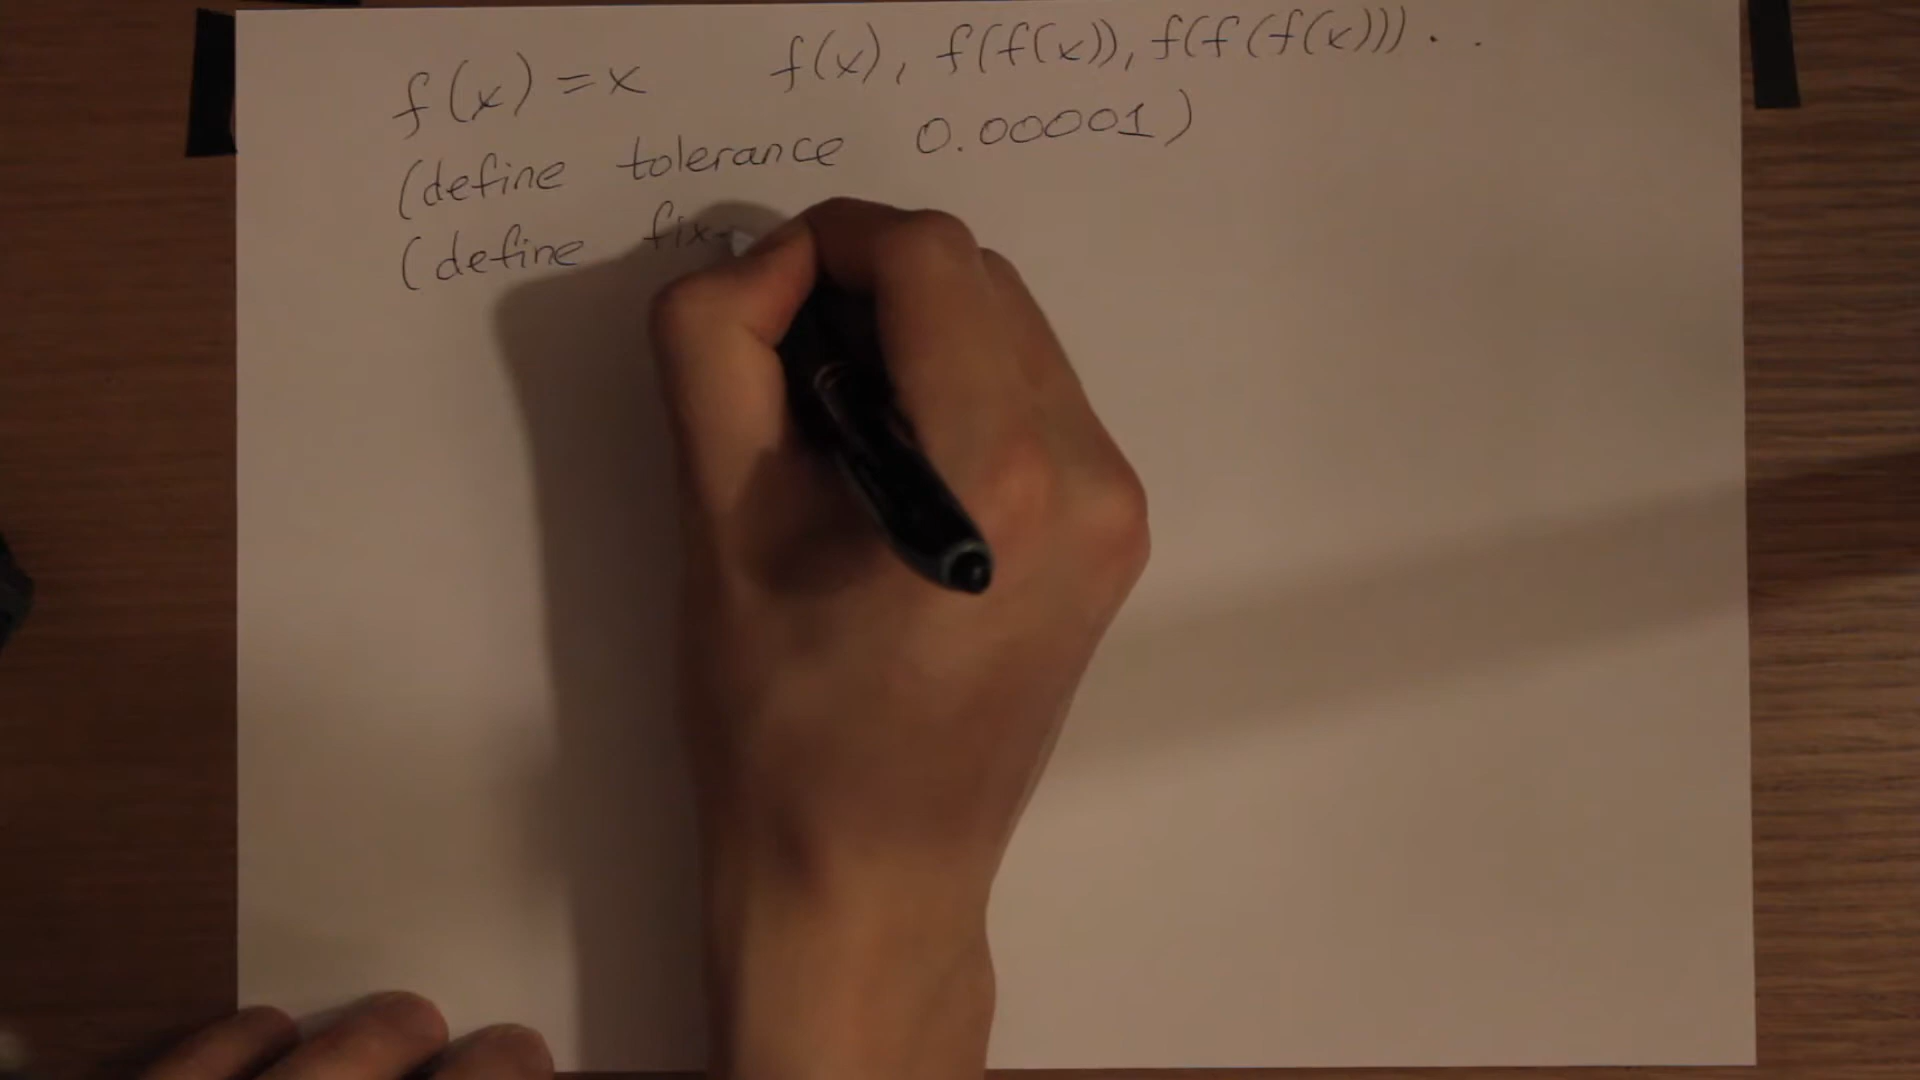 f(x) = x f(x), f(f(x)), f(f(f(x))) . . 
(define tolerance 0.00001)
(define fix-